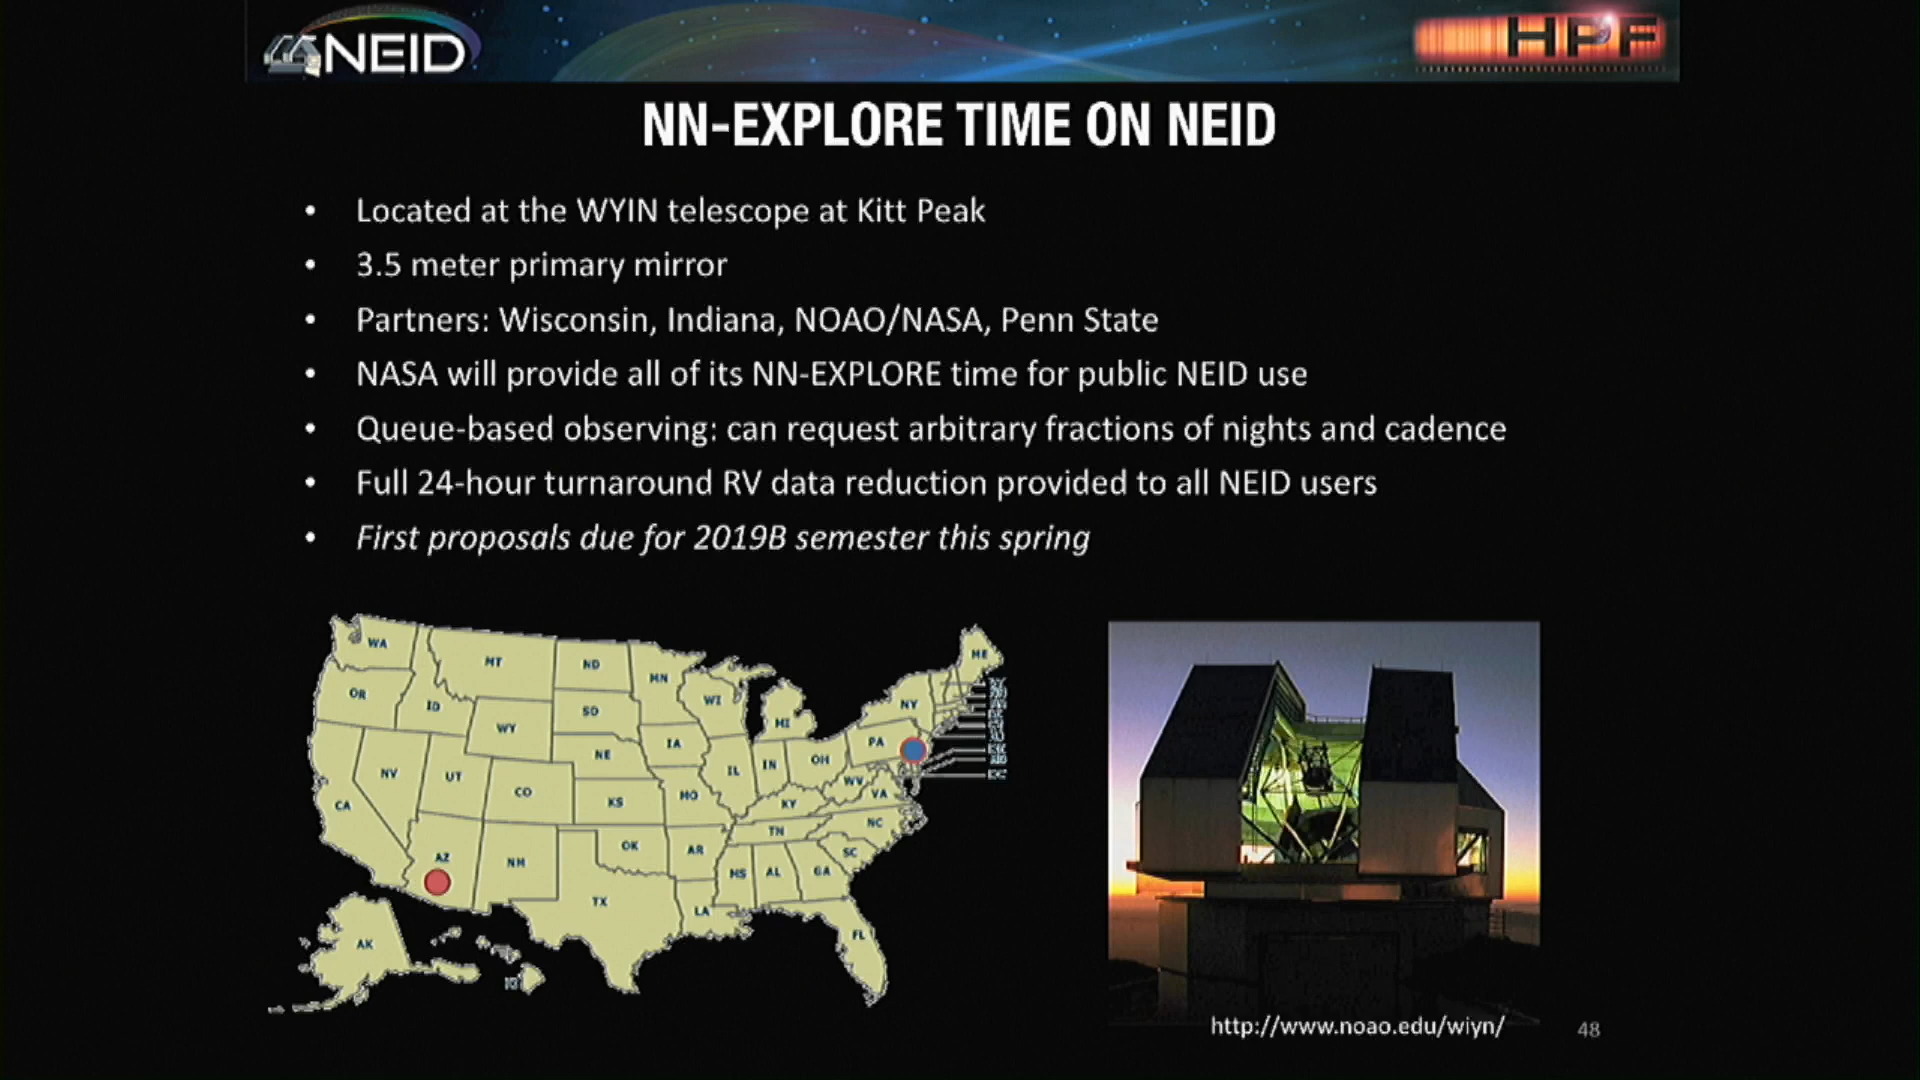 NEID
HPF
NN-EXPLORE TIME ON NEID
• Located at the WYIN telescope at Kitt Peak
• 3.5 meter primary mirror
• Partners: Wisconsin, Indiana, NOAO/NASA, Penn State
• NASA will provide all of its NN-EXPLORE time for public NEID use
• Queue-based observing: can request arbitrary fractions of nights and cadence
• Full 24-hour turnaround RV data reduction provided to all NEID users
• First proposals due for 2019B semester this spring
WA
MT
ND
MN
ME
OR
ID
SD
WI
NY
WY
MI
IA
PA
NE
NV
UT
IL
IN
OH
CO
WV
VA
CA
KS
MO
KY
NC
TN
AZ
NM
OK
AR
SC
MS
AL
GA
TX
LA
FL
AK
HI
http://www.noao.edu/wiyn/
48